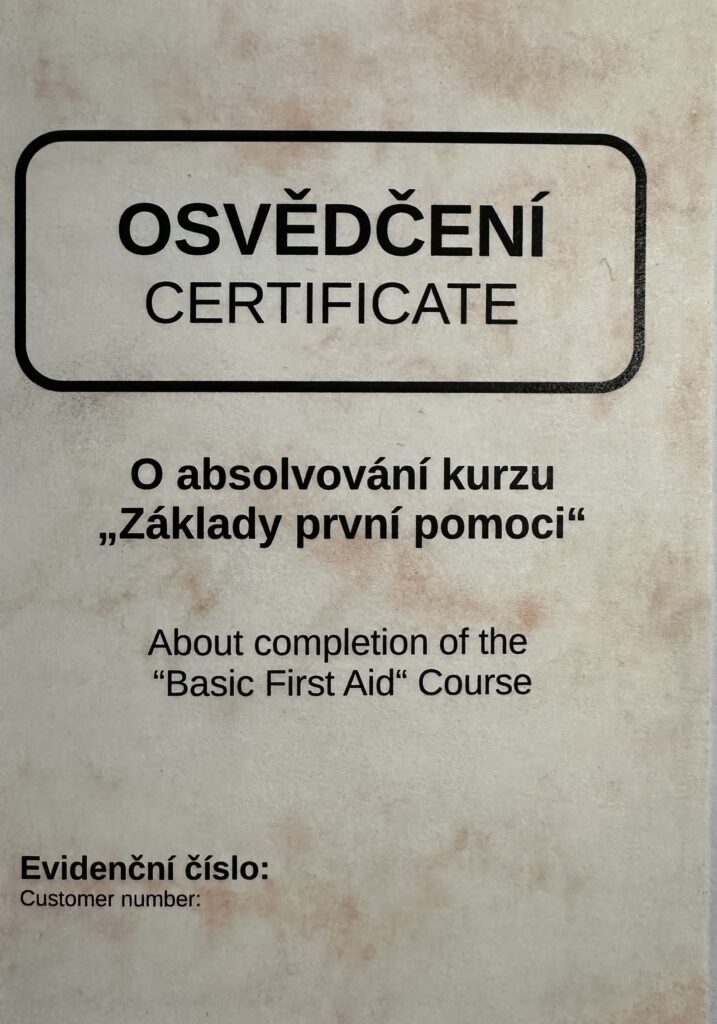 OSVĚDČENÍ
CERTIFICATE
O absolvování kurzu
„Základy první pomoci“
About completion of the
“Basic First Aid“ Course
Evidenční číslo:
Customer number: